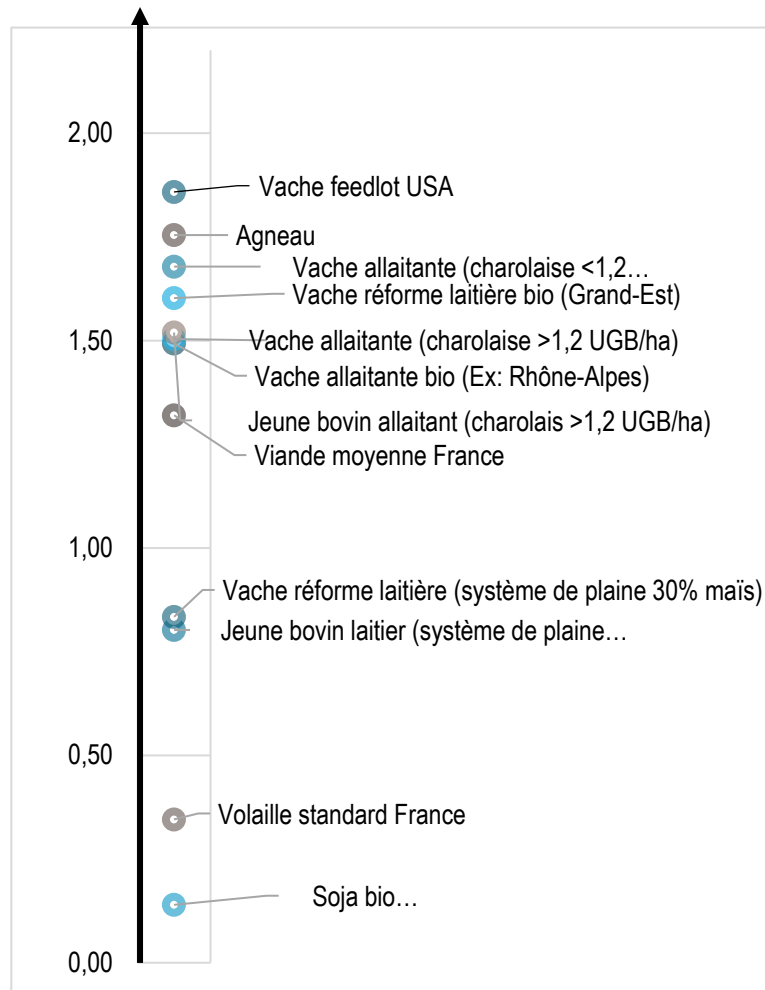 2,00
Vache feedlot USA
Agneau
Vache allaitante (charolaise <1,2…
Vache réforme laitière bio (Grand-Est)
1,50
Vache allaitante (charolaise >1,2 UGB/ha)
Vache allaitante bio (Ex: Rhône-Alpes)
Jeune bovin allaitant (charolais >1,2 UGB/ha)
Viande moyenne France
1,00
Vache réforme laitière (système de plaine 30% maïs)
Jeune bovin laitier (système de plaine…
0,50
Volaille standard France
Soja bio…
0,00